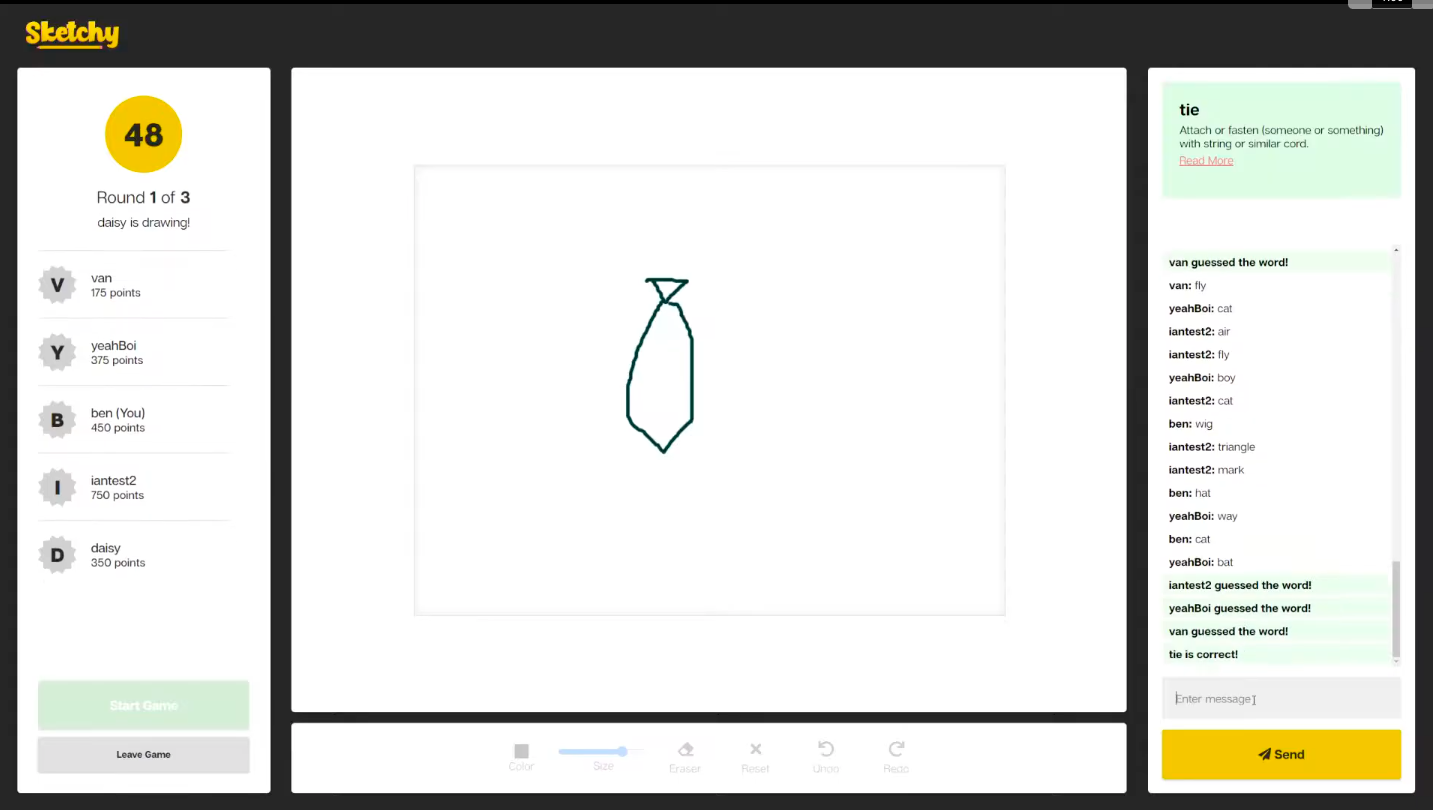 Sketchy
48
Round 1 of 3
daisy is drawing!
V
van
175 points
Y
yeahBoi
375 points
B
ben (You)
450 points
I
iantest2
750 points
D
daisy
350 points
Start Game
Leave Game
Color
Size
Eraser
Reset
Undo
Redo
tie
Attach or fasten (someone or something)
with string or similar cord.
Read More
van guessed the word!
van: fly
yeahBoi: cat
iantest2: air
iantest2: fly
yeahBoi: boy
iantest2: cat
ben: wig
iantest2: triangle
iantest2: mark
ben: hat
yeahBoi: way
ben: cat
yeahBoi: bat
iantest2 guessed the word!
yeahBoi guessed the word!
van guessed the word!
tie is correct!
Enter message
Send